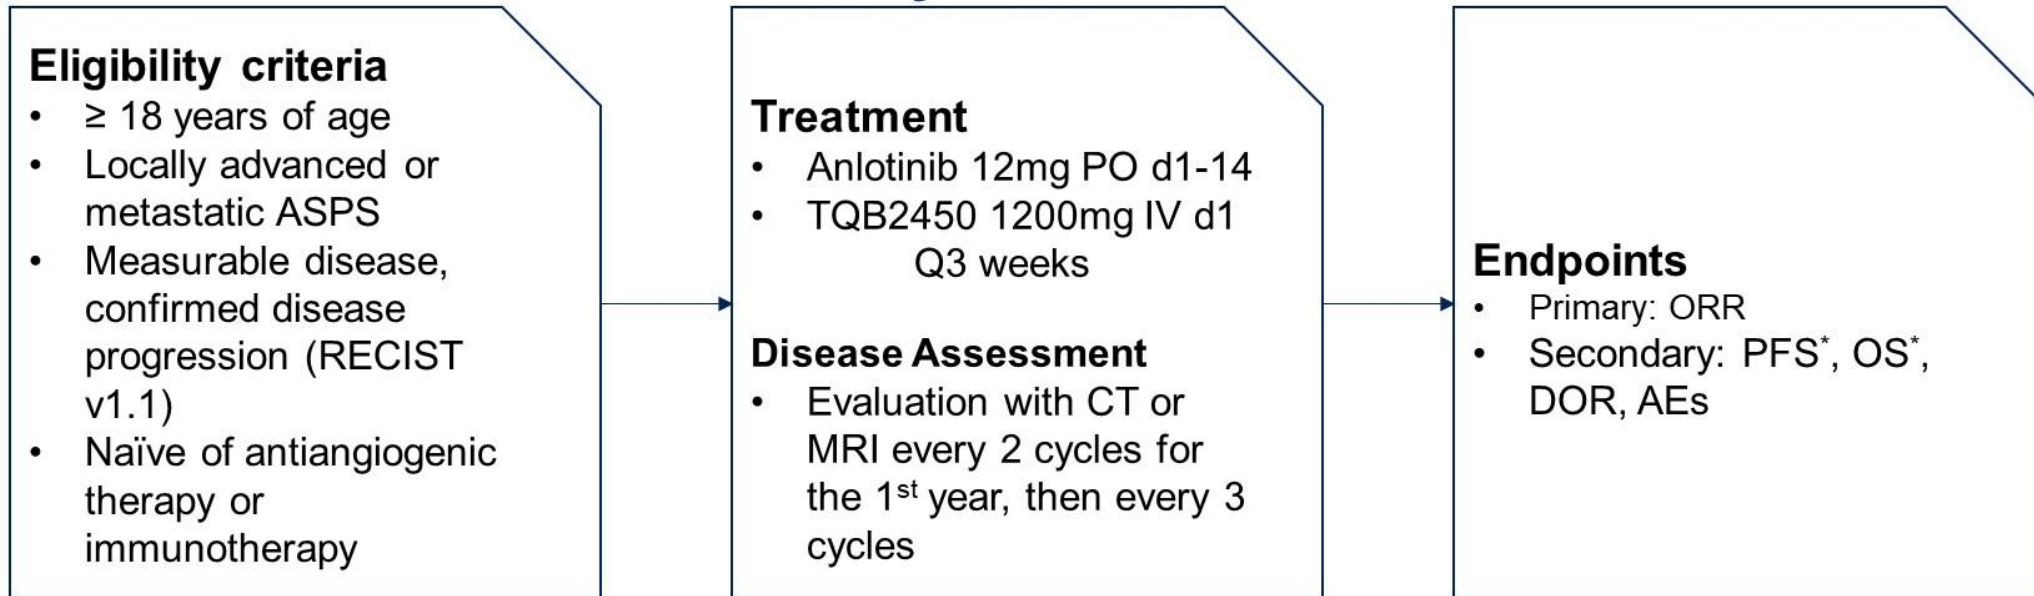 Eligibility criteria
• ≥ 18 years of age
• Locally advanced or
metastatic ASPS
• Measurable disease,
confirmed disease
progression (RECIST
v1.1)
• Naïve of antiangiogenic
therapy or
immunotherapy
Treatment
• Anlotinib 12mg PO d1-14
• TQB2450 1200mg IV d1
Q3 weeks
Disease Assessment
• Evaluation with CT or
MRI every 2 cycles for
the 1st year, then every 3
cycles
Endpoints
• Primary: ORR
• Secondary: PFS*, OS*,
DOR, AEs